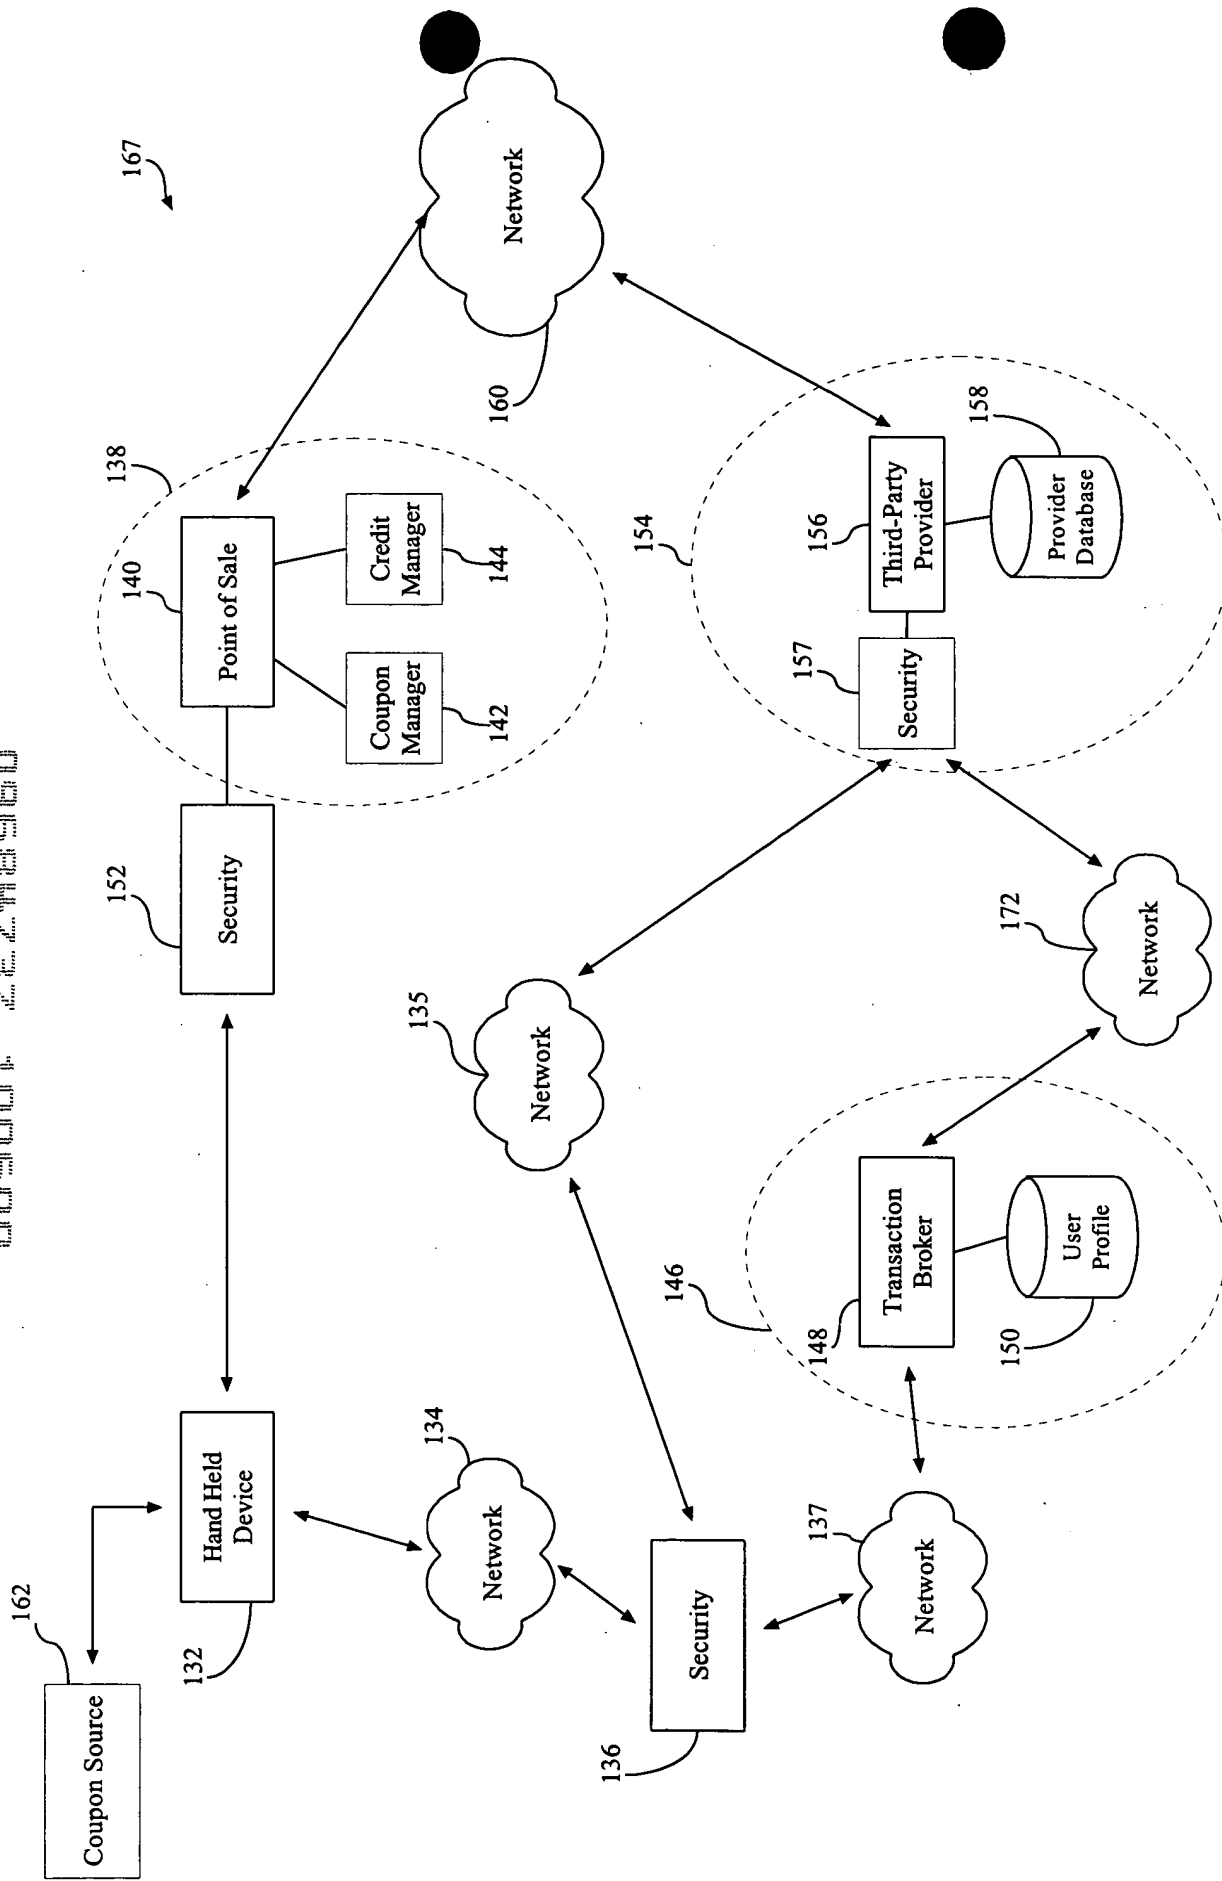 162
Coupon Source
132
Hand Held
Device
152
Security
140
Point of Sale
138
Coupon
Manager
142
Credit
Manager
144
167
160
Network
134
Network
135
Network
136
Security
137
Network
146
148
Transaction
Broker
150
User
Profile
172
Network
154
157
Security
156
Third-Party
Provider
158
Provider
Database